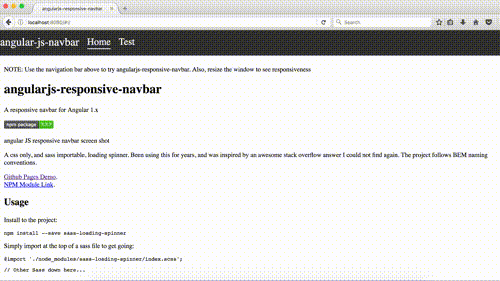 angularjs-responsive-navbar
localhost:8080/#!/
Search
angular-js-navbar Home Test
NOTE: Use the navigation bar above to try angularjs-responsive-navbar. Also, resize the window to see responsiveness
angularjs-responsive-navbar
A responsive navbar for Angular 1.x
npm package
angular JS responsive navbar screen shot
A css only, and sass importable, loading spinner. Been using this for years, and was inspired by an awesome stack overflow answer I could not find again. The project follows BEM naming
conventions.
Github Pages Demo.
NPM Module Link.
Usage
Install to the project:
npm install --save sass-loading-spinner
Simply import at the top of a sass file to get going:
@import './node_modules/sass-loading-spinner/index.scss';
// Other Sass down here...